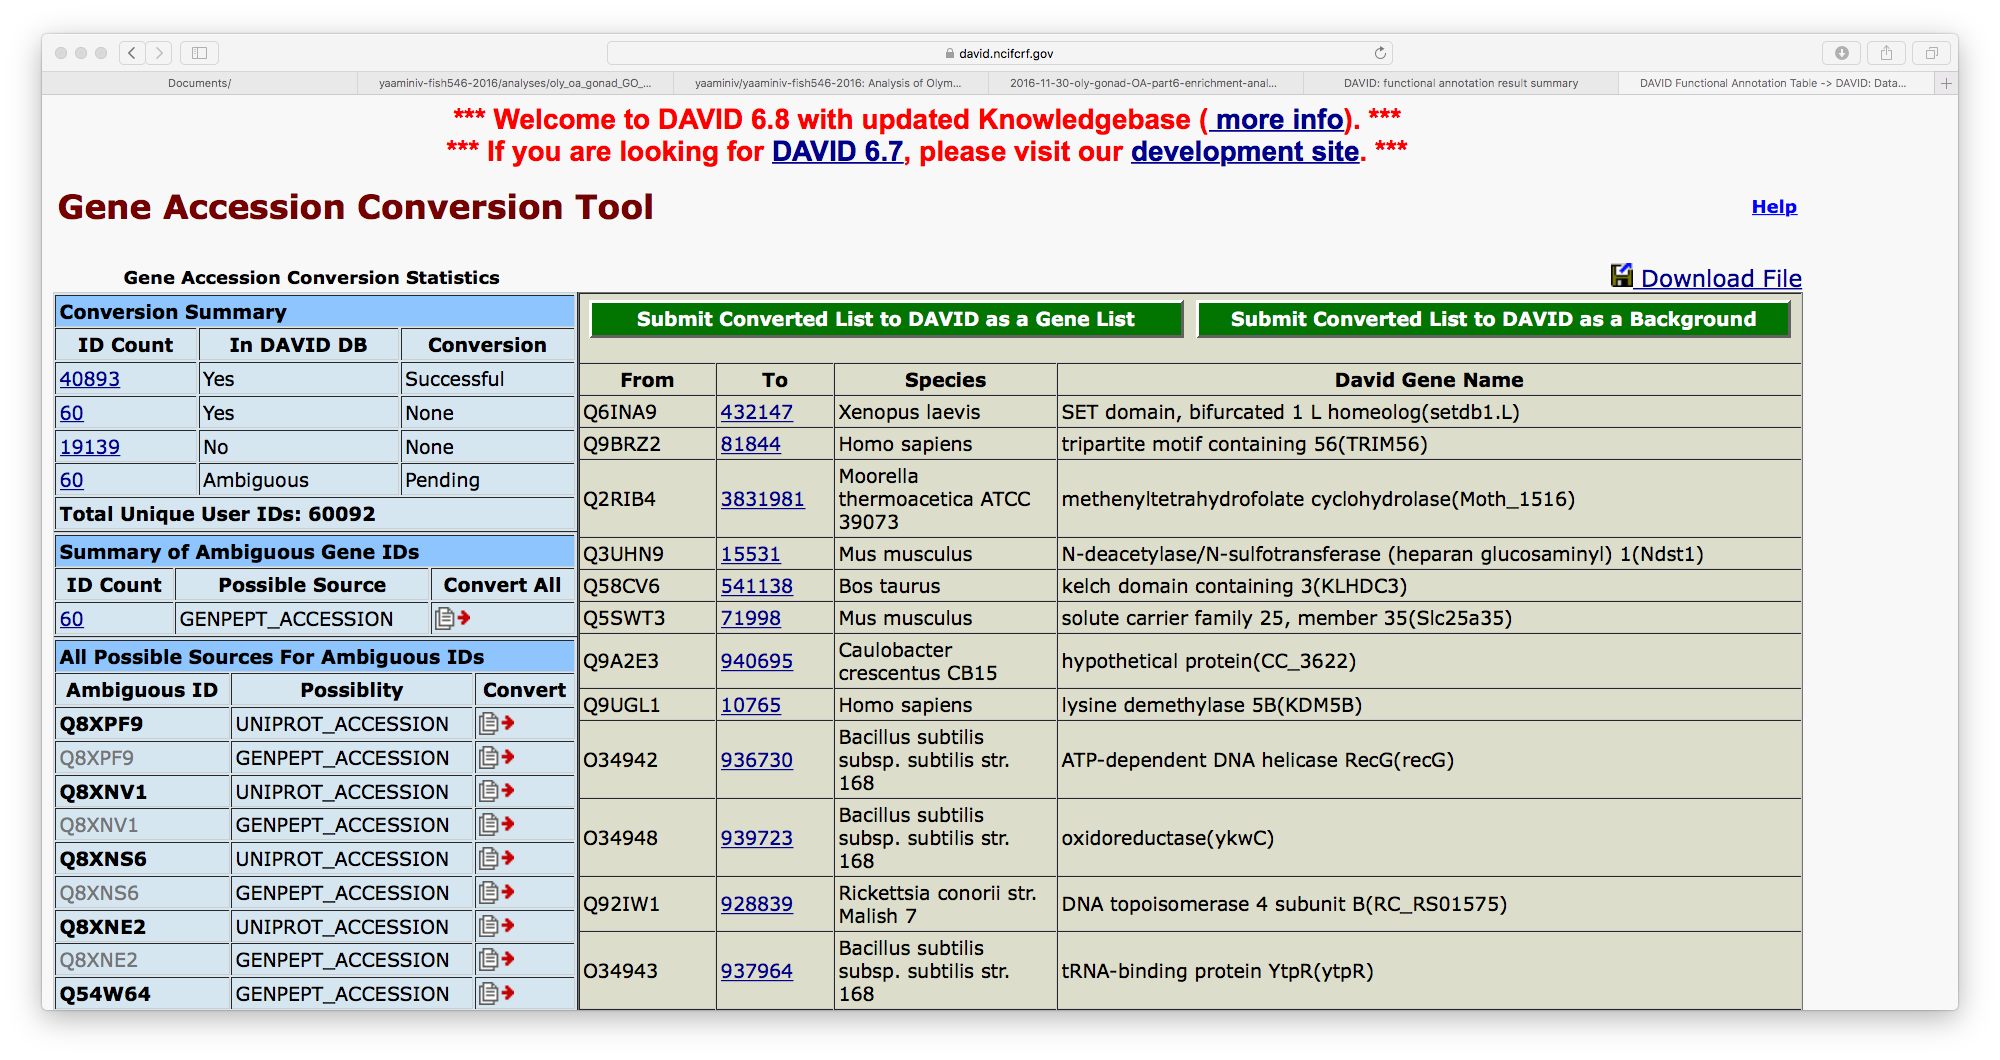 david.ncifcrf.gov
Documents/
yaaminiv-fish546-2016/analyses/oly_oa_gonad_GO_...
yaaminiv/yaaminiv-fish546-2016: Analysis of Olym...
2016-11-30-oly-gonad-OA-part6-enrichment-anal...
DAVID: functional annotation result summary
DAVID Functional Annotation Table -> DAVID: Data...
*** Welcome to DAVID 6.8 with updated Knowledgebase ( more info). ***
*** If you are looking for DAVID 6.7, please visit our development site. ***
Gene Accession Conversion Tool
Help
Gene Accession Conversion Statistics
Download File
Conversion Summary
ID Count In DAVID DB Conversion
40893 Yes Successful
60 Yes None
19139 No None
60 Ambiguous Pending
Total Unique User IDs: 60092
Summary of Ambiguous Gene IDs
ID Count Possible Source Convert All
60 GENPEPT_ACCESSION
All Possible Sources For Ambiguous IDs
Ambiguous ID Possiblity Convert
Q8XPF9 UNIPROT_ACCESSION
Q8XPF9 GENPEPT_ACCESSION
Q8XNV1 UNIPROT_ACCESSION
Q8XNV1 GENPEPT_ACCESSION
Q8XNS6 UNIPROT_ACCESSION
Q8XNS6 GENPEPT_ACCESSION
Q8XNE2 UNIPROT_ACCESSION
Q8XNE2 GENPEPT_ACCESSION
Q54W64 GENPEPT_ACCESSION
Submit Converted List to DAVID as a Gene List
Submit Converted List to DAVID as a Background
From To Species David Gene Name
Q6INA9 432147 Xenopus laevis SET domain, bifurcated 1 L homeolog(setdb1.L)
Q9BRZ2 81844 Homo sapiens tripartite motif containing 56(TRIM56)
Q2RIB4 3831981 Moorella
thermoacetica ATCC
39073
methenyltetrahydrofolate cyclohydrolase(Moth_1516)
Q3UHN9 15531 Mus musculus N-deacetylase/N-sulfotransferase (heparan glucosaminyl) 1(Ndst1)
Q58CV6 541138 Bos taurus kelch domain containing 3(KLHDC3)
Q5SWT3 71998 Mus musculus solute carrier family 25, member 35(Slc25a35)
Q9A2E3 940695 Caulobacter
crescentus CB15
hypothetical protein(CC_3622)
Q9UGL1 10765 Homo sapiens lysine demethylase 5B(KDM5B)
O34942 936730 Bacillus subtilis
subsp. subtilis str.
168
ATP-dependent DNA helicase RecG(recG)
O34948 939723 Bacillus subtilis
subsp. subtilis str.
168
oxidoreductase(ykwC)
Q92IW1 928839 Rickettsia conorii str.
Malish 7
DNA topoisomerase 4 subunit B(RC_RS01575)
O34943 937964 Bacillus subtilis
subsp. subtilis str.
168
tRNA-binding protein YtpR(ytpR)